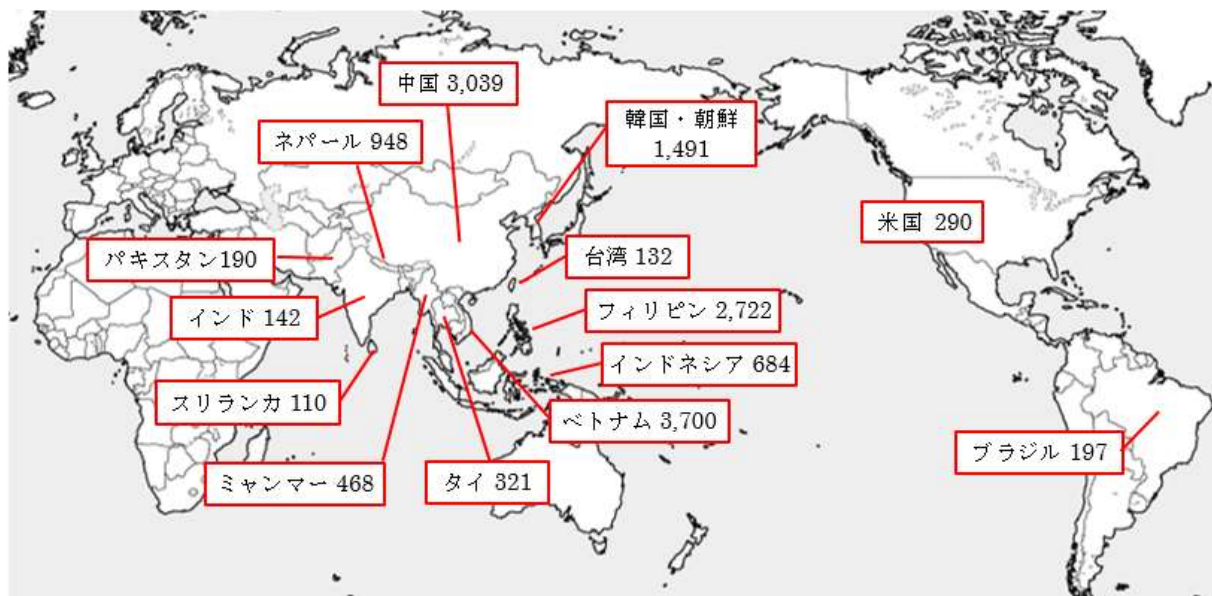 中国 3,039
韓国・朝鮮
1,491
ネパール 948
米国 290
パキスタン190
台湾 132
インド 142
フィリピン 2,722
インドネシア 684
スリランカ 110
ベトナム 3,700
ブラジル 197
ミャンマー 468
タイ 321